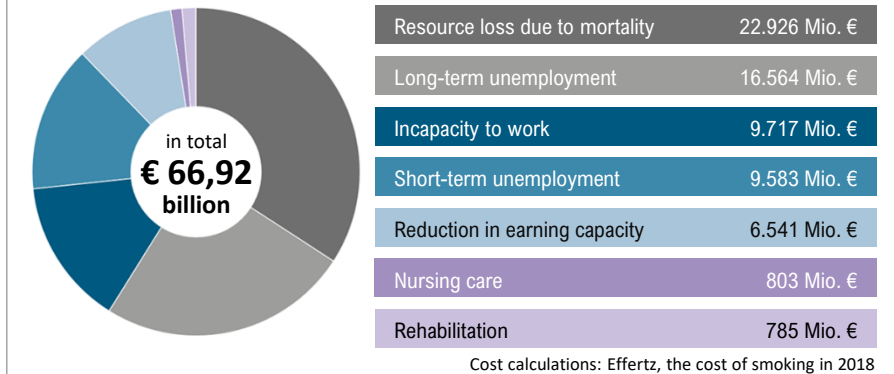 in total
€ 66,92
billion
Resource loss due to mortality 22.926 Mio. €
Long-term unemployment 16.564 Mio. €
Incapacity to work 9.717 Mio. €
Short-term unemployment 9.583 Mio. €
Reduction in earning capacity 6.541 Mio. €
Nursing care 803 Mio. €
Rehabilitation 785 Mio. €
Cost calculations: Effertz, the cost of smoking in 2018